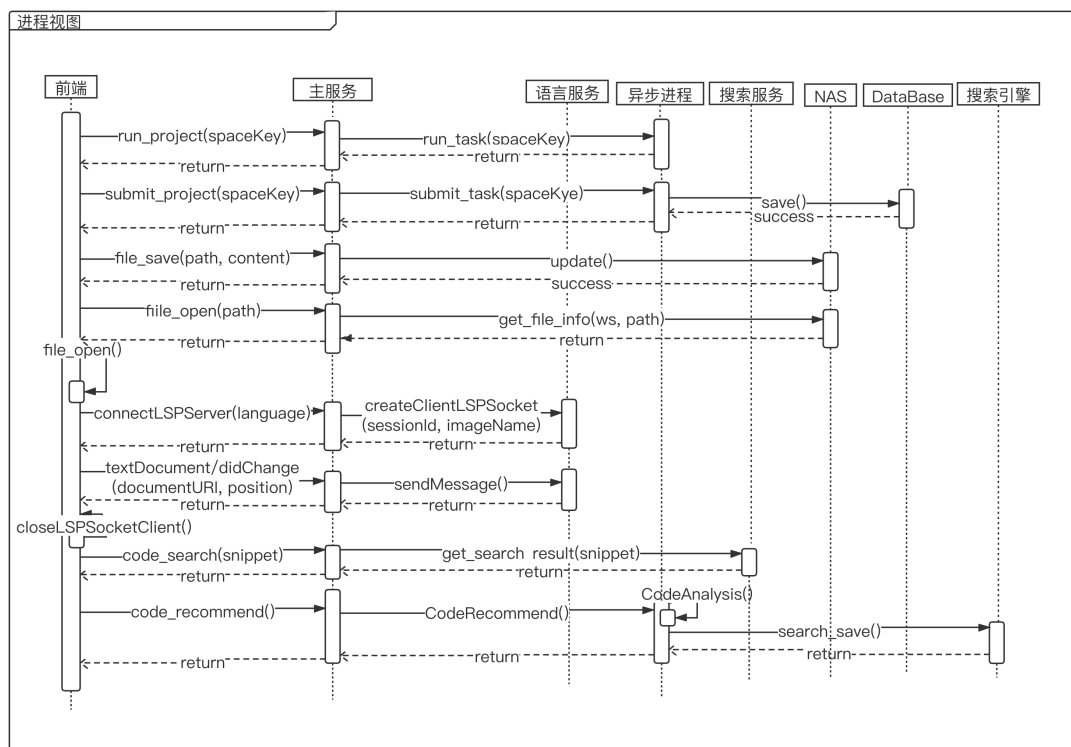 进程视图
前端
主服务
语言服务
异步进程
搜索服务
NAS
DataBase
搜索引擎
run_project(spaceKey)
run_task(spaceKey)
return
return
submit_project(spaceKey)
submit_task(spaceKye)
save()
success
return
return
file_save(path, content)
update()
success
return
fiile_open(path)
get_file_info(ws, path)
return
return
file_open()
connectLSPServer(language)
createClientLSPSocket
(sessionId, imageName)
return
return
textDocument/didChange
(documentURI, position)
sendMessage()
return
return
closeLSPSocketClient()
code_search(snippet)
get_search_result(snippet)
return
return
CodeAnalysis()
code_recommend()
CodeRecommend()
search_save()
return
return
return